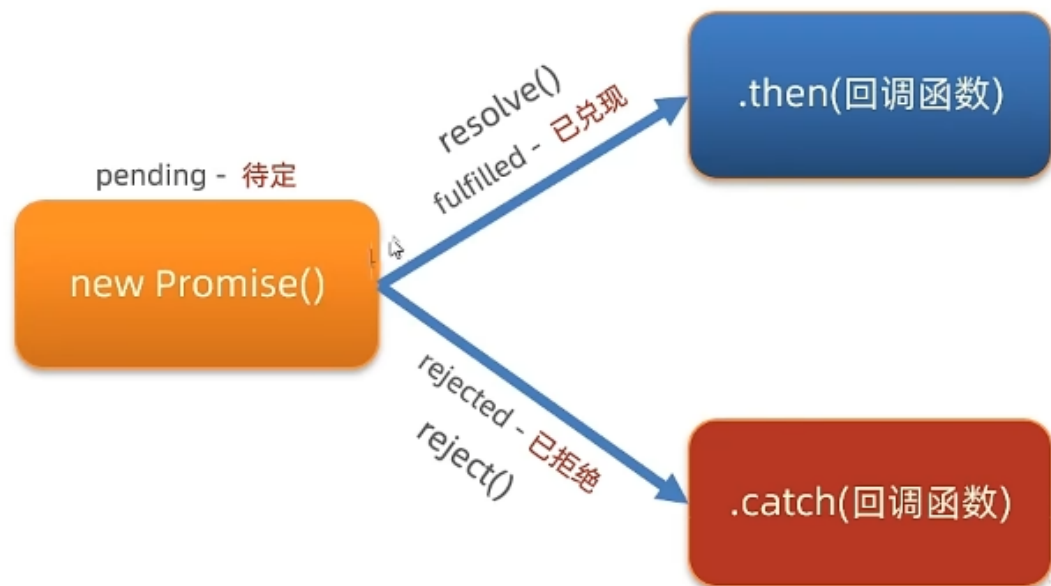 resolve()
fulfilled - 已兑现
.then(回调函数)
pending - 待定
new Promise()
rejected - 已拒绝
reject()
.catch(回调函数)